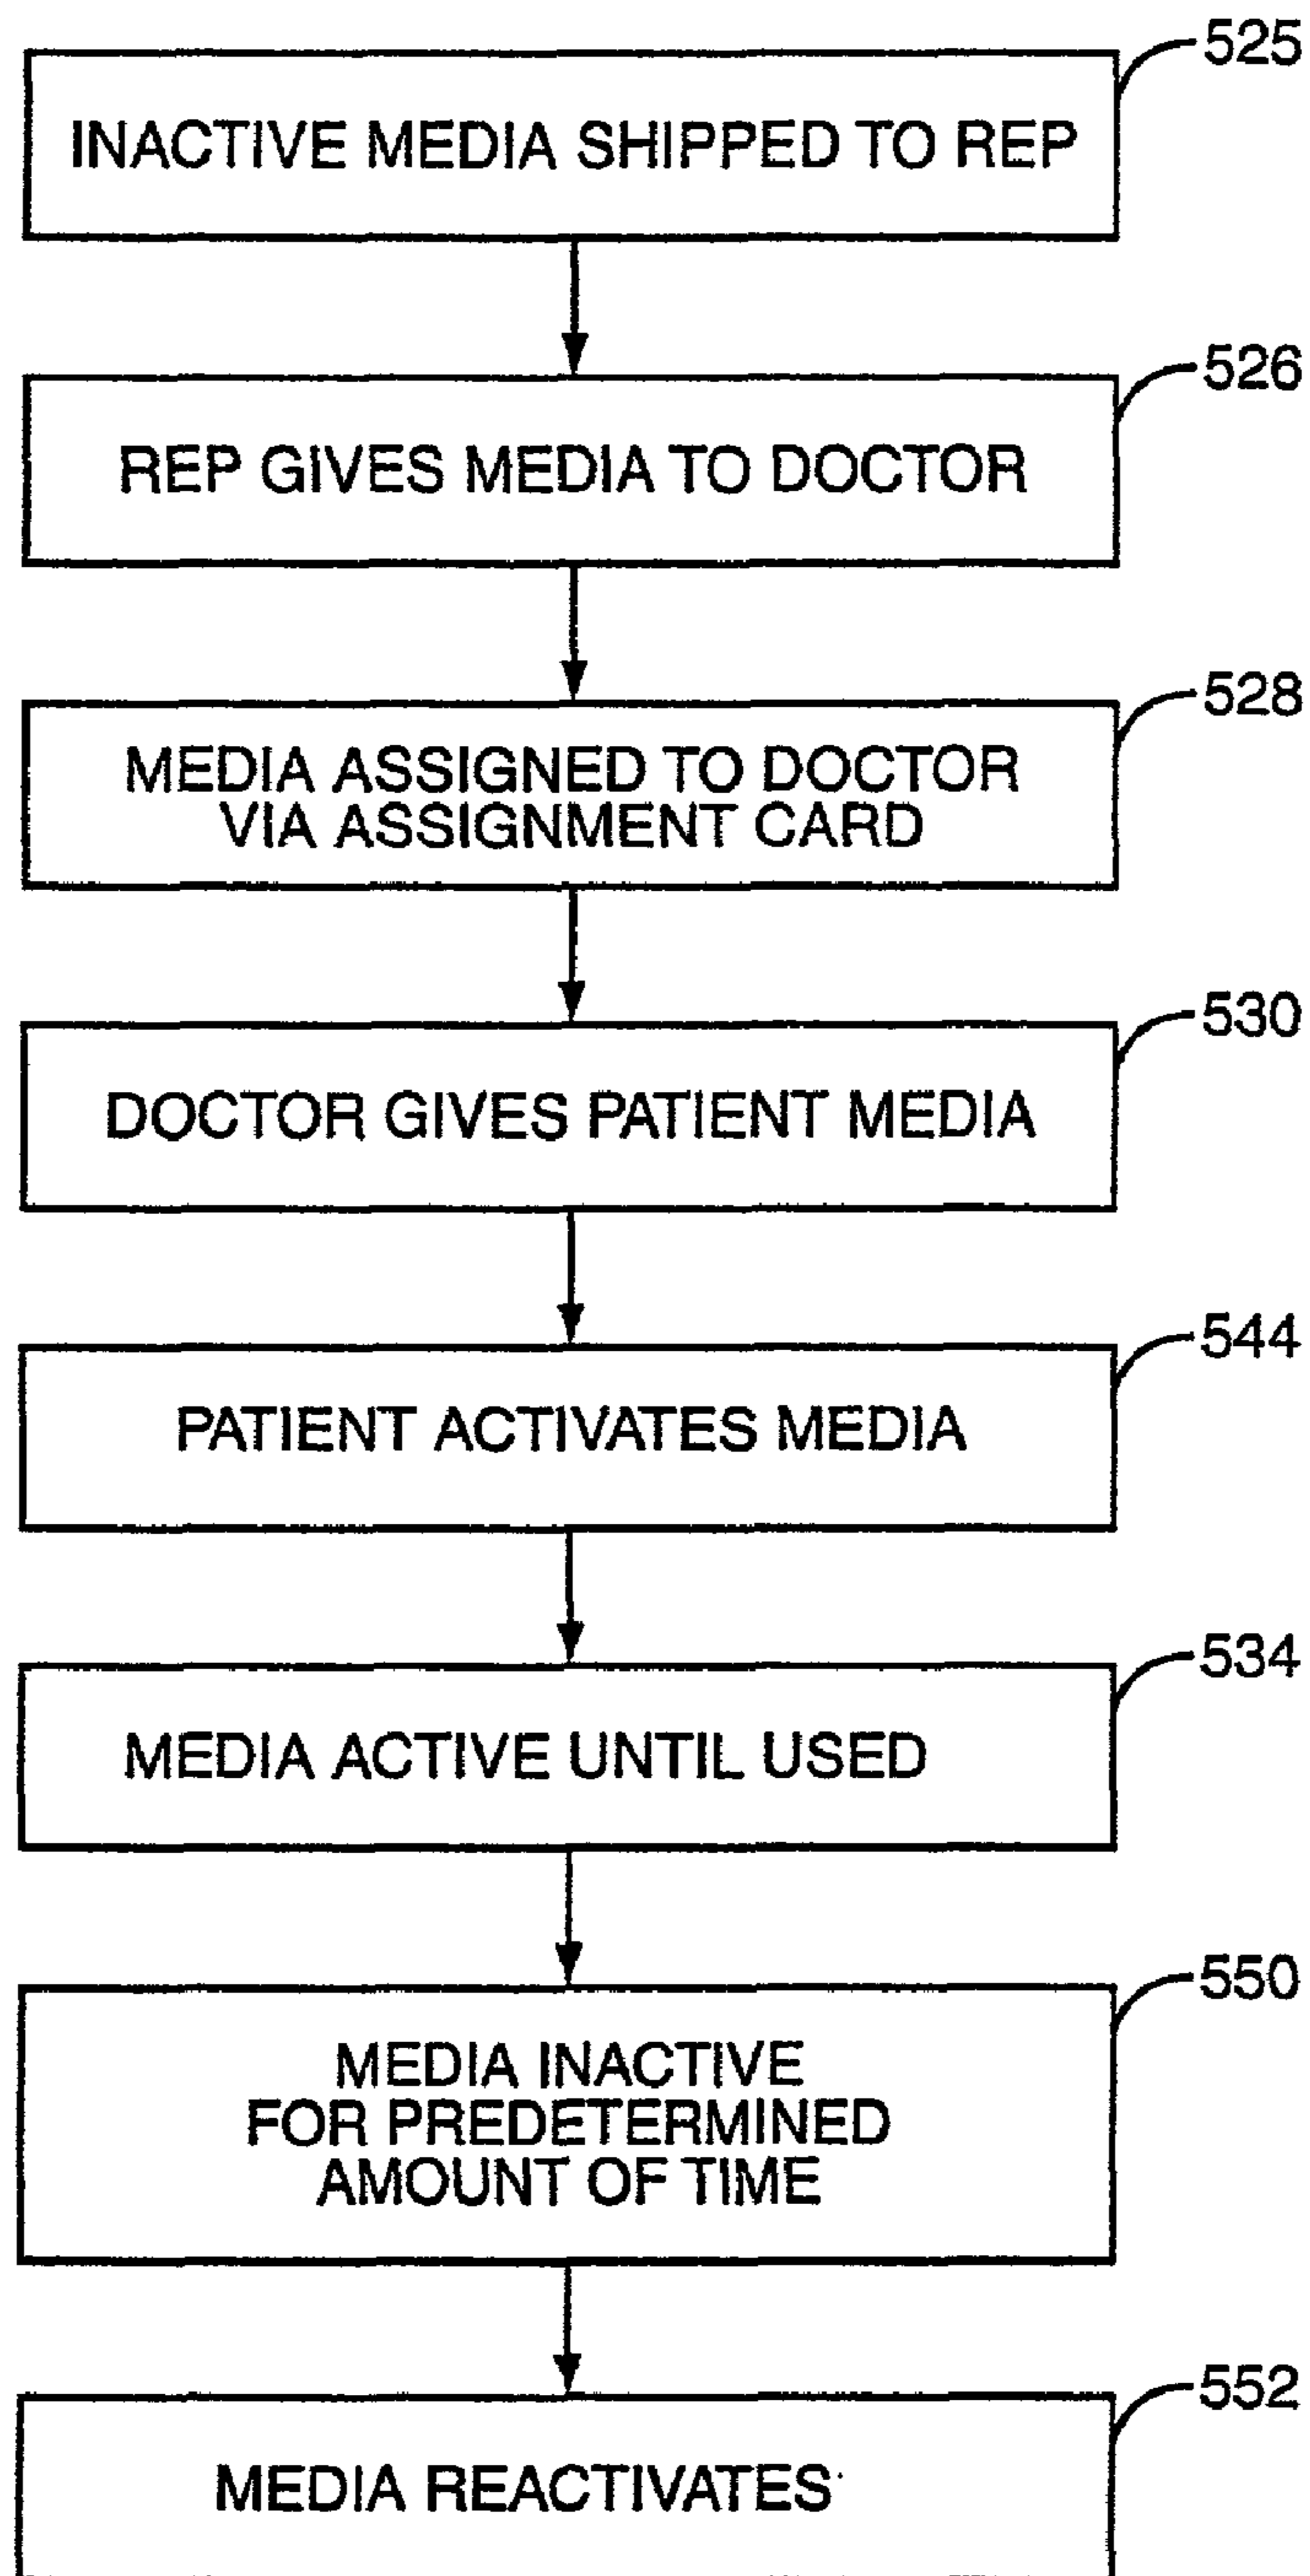 525
INACTIVE MEDIA SHIPPED TO REP
526
REP GIVES MEDIA TO DOCTOR
528
MEDIA ASSIGNED TO DOCTOR
VIA ASSIGNMENT CARD
530
DOCTOR GIVES PATIENT MEDIA
544
PATIENT ACTIVATES MEDIA
534
MEDIA ACTIVE UNTIL USED
550
MEDIA INACTIVE
FOR PREDETERMINED
AMOUNT OF TIME
552
MEDIA REACTIVATES